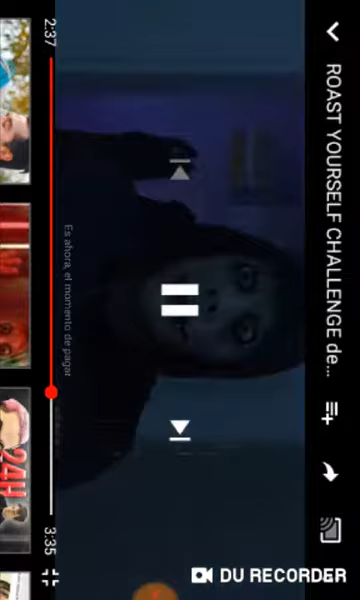 ROAST YOURSELF CHALLENGE de...
Es ahora, el momento de pagar
2:37
3:35
24H
DU RECORDER